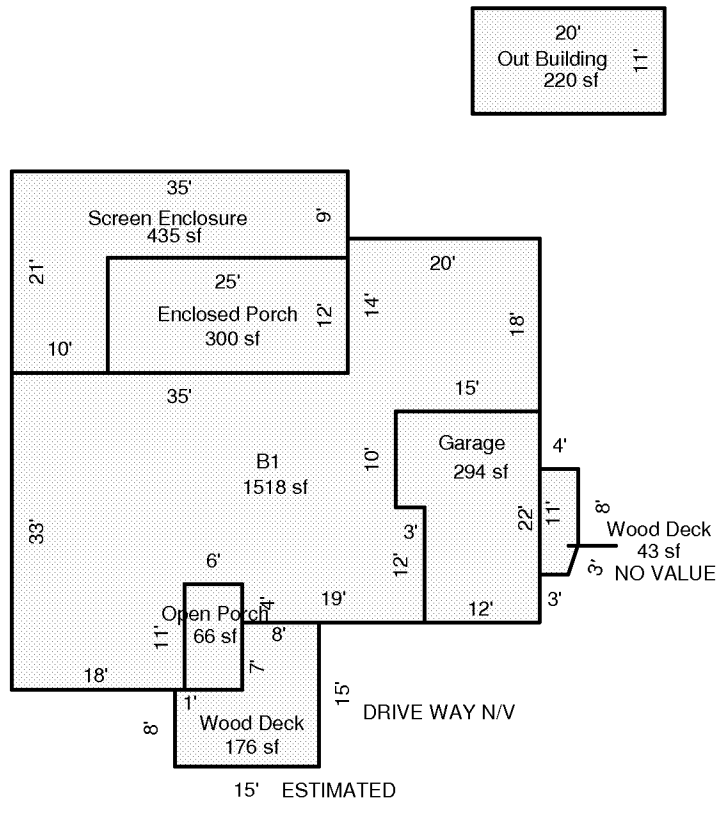 20'
Out Building
220 sf
11'
35'
Screen Enclosure
435 sf
9'
21'
20'
25'
Enclosed Porch
300 sf
12'
14'
18'
10'
35'
15'
B1
1518 sf
10'
Garage
294 sf
4'
33'
3'
22'
11'
8'
Wood Deck
43 sf
NO VALUE
12'
3'
6'
3'
Open Porch
66 sf
4'
19'
12'
8'
11'
7'
18'
1'
15'
DRIVE WAY N/V
8'
Wood Deck
176 sf
15' ESTIMATED